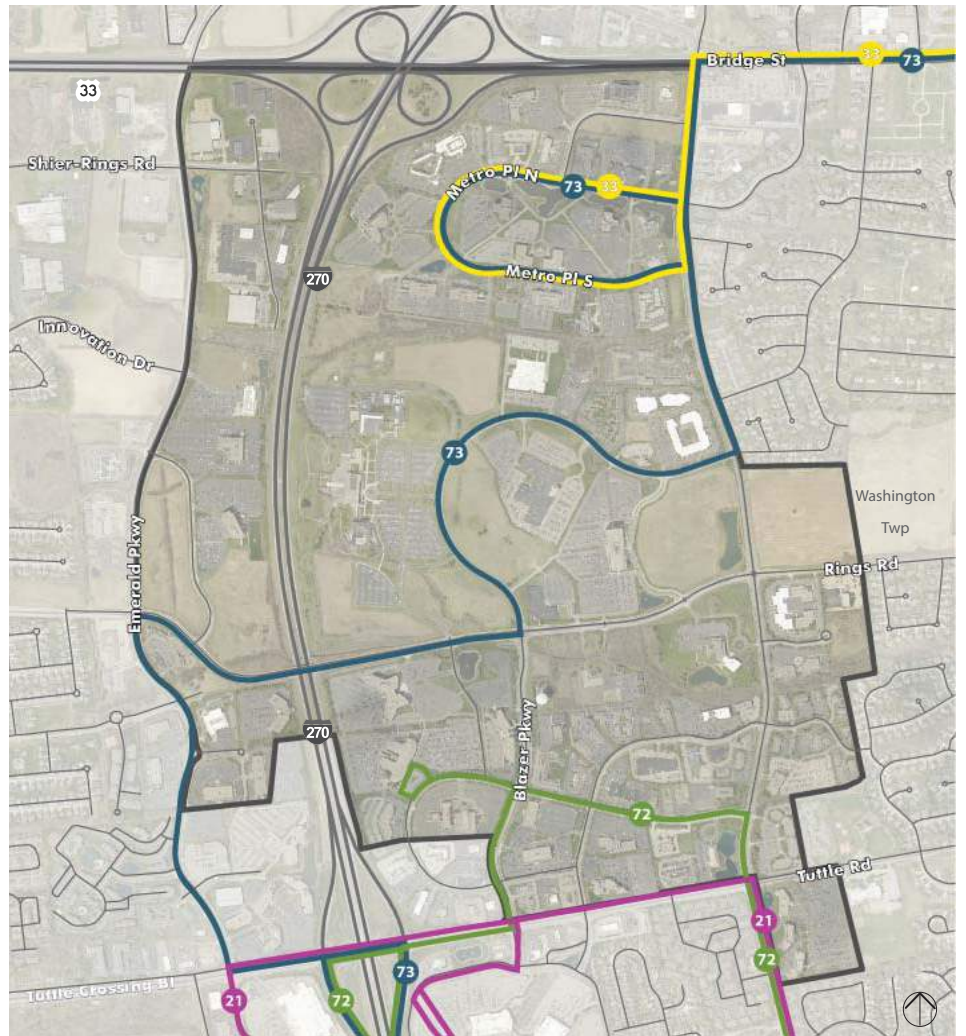 Bridge St
33
73
33
Shier-Rings Rd
Metro Pl N
73
33
Metro Pl S
270
Innovation Dr
73
Washington
Twp
Emerald Pkwy
Rings Rd
270
Blazer Pkwy
72
Tuttle Rd
21
72
73
Tuttle Crossing Bl
21
72